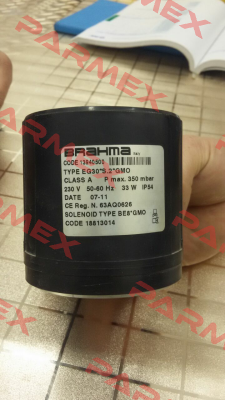 PARMEX
PARMEX
BRAHMA
CODE 13940500
TYPE EG30*S.2*GMO
CLASS A P max. 350 mbar
230 V 50-60 Hz 33 W IP54
DATE 07-11
CE Reg. N. 63AQ0626
SOLENOID TYPE BE8*GMO
CODE 18813014
PARMEX
PARMEX